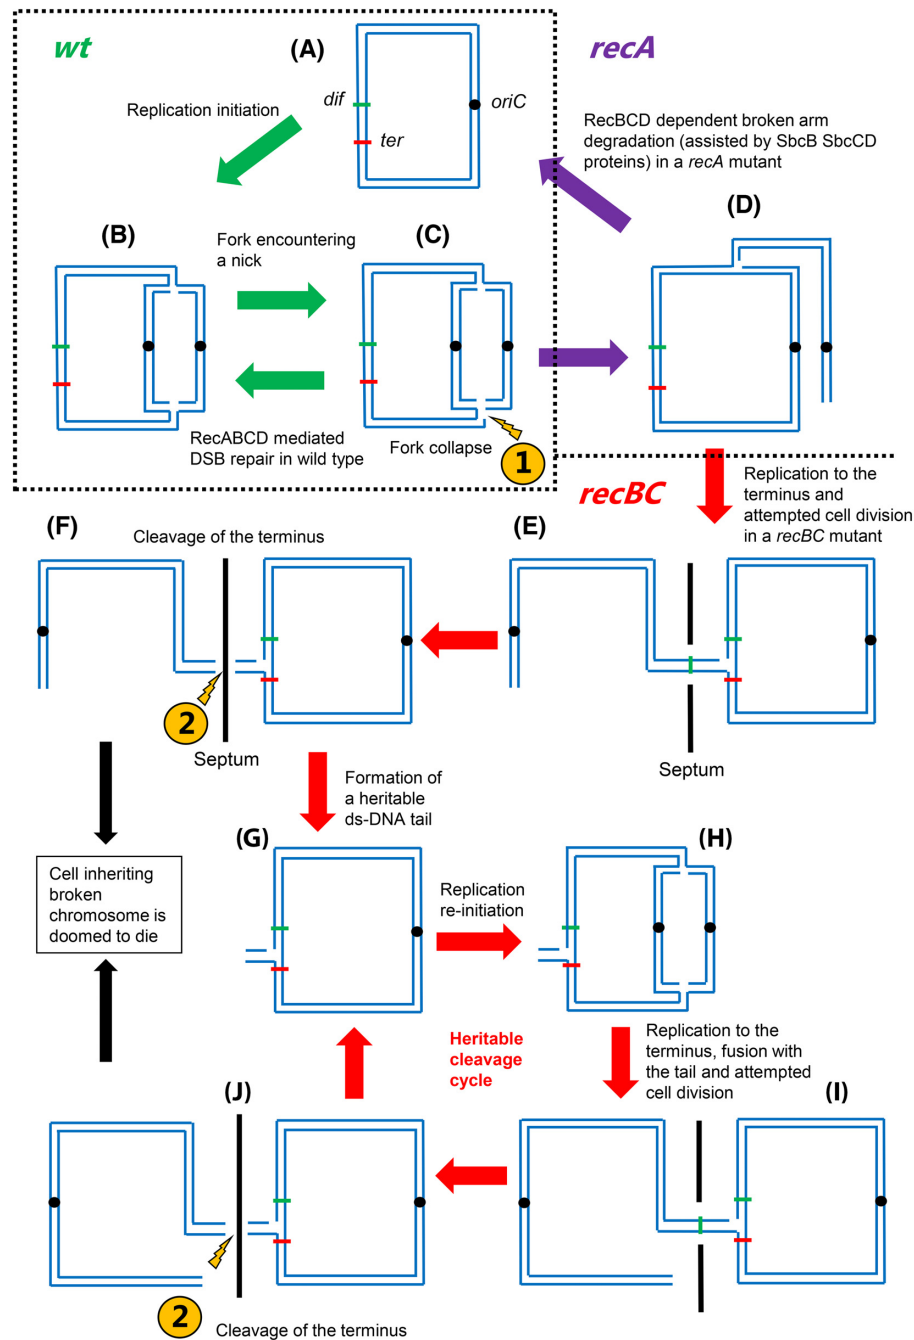 wt
(A)
recA
dif
oriC
ter
Replication initiation
RecBCD dependent broken arm
degradation (assisted by SbcB SbcCD
proteins) in a recA mutant
(B)
Fork encountering
a nick
(C)
(D)
RecABCD mediated
DSB repair in wild type
Fork collapse
1
recBC
Replication to the
terminus and
attempted cell division
in a recBC mutant
(F)
Cleavage of the terminus
(E)
2
Septum
Septum
Formation of
a heritable
ds-DNA tail
(G)
(H)
Cell inheriting
broken
chromosome is
doomed to die
Replication
re-initiation
Heritable
cleavage
cycle
Replication to the
terminus, fusion with
the tail and attempted
cell division
(J)
(I)
2
Cleavage of the terminus